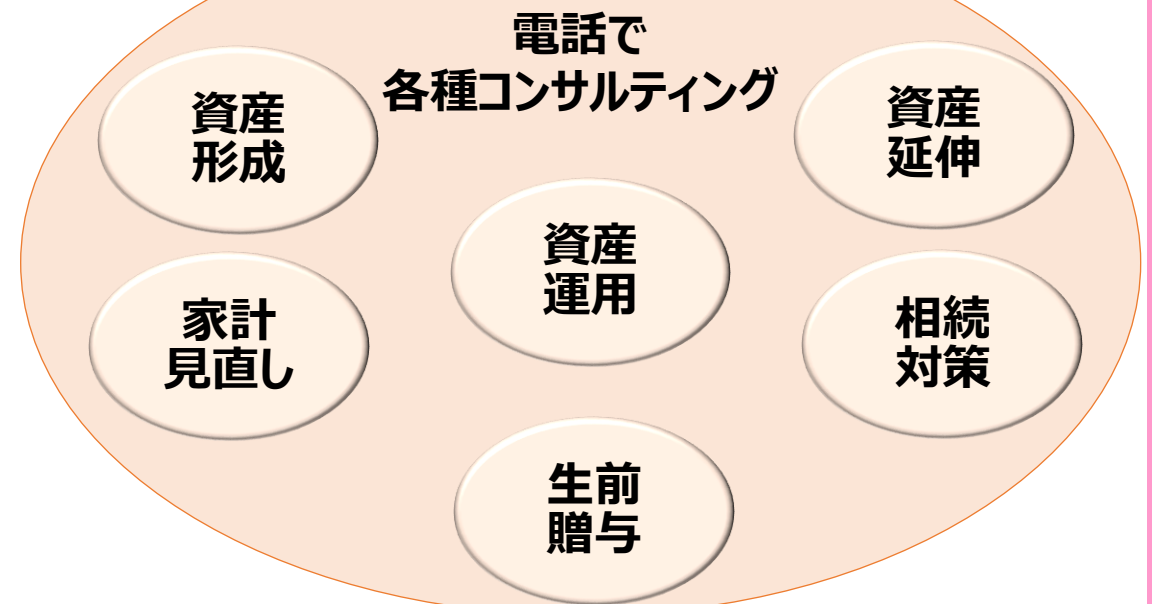 電話で
各種コンサルティング
資産
形成
資産
延伸
資産
運用
家計
見直し
相続
対策
生前
贈与